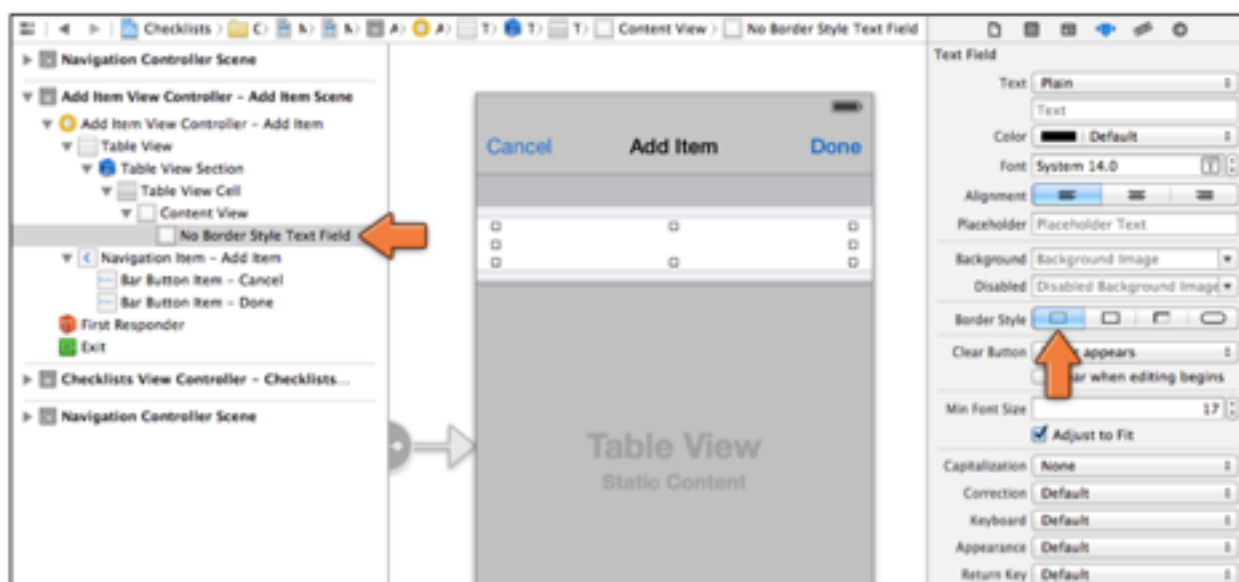 Checklists C) N) N) A) A) T) T) T) Content View No Border Style Text Field
Navigation Controller Scene
Add Item View Controller – Add Item Scene
Add Item View Controller – Add Item
Table View
Table View Section
Table View Cell
Content View
No Border Style Text Field
Navigation Item – Add Item
Bar Button Item – Cancel
Bar Button Item – Done
First Responder
Exit
Checklists View Controller – Checklists...
Navigation Controller Scene
Cancel Add Item Done
Table View
Static Content
Text Field
Text Plain
Text
Color Default
Font System 14.0
Alignment
Placeholder Placeholder Text
Background Background Image
Disabled Disabled Background Image
Border Style
Clear Button appears
when editing begins
Min Font Size 17
Adjust to Fit
Capitalization None
Correction Default
Keyboard Default
Appearance Default
Return Key Default